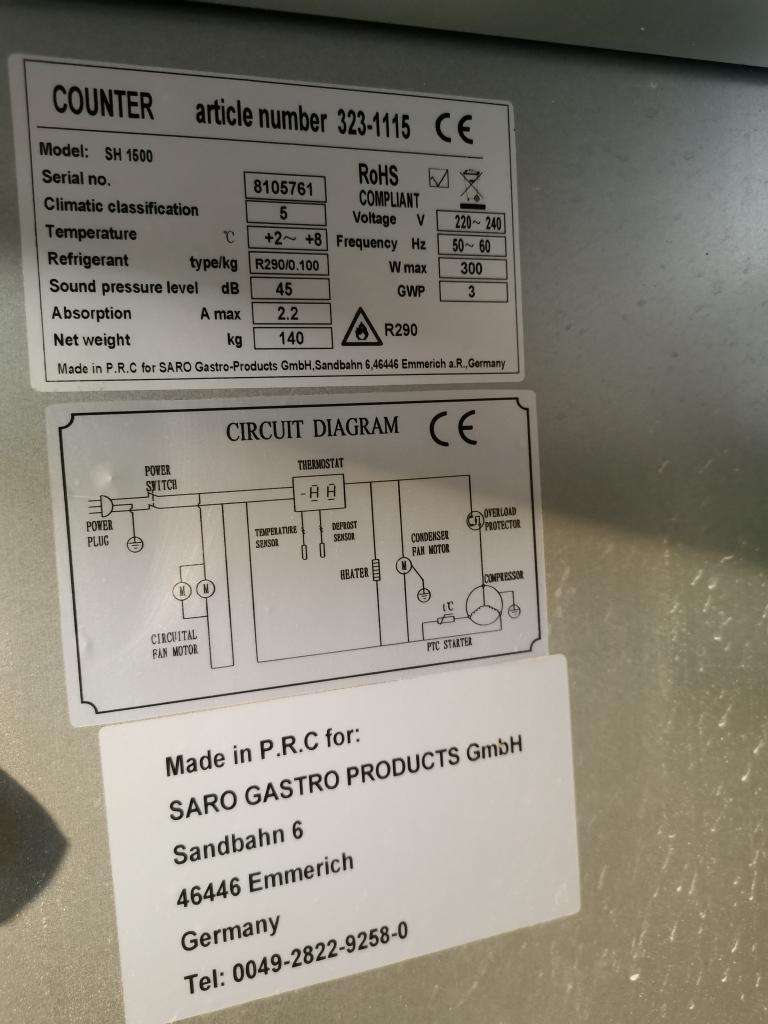 COUNTER article number 323-1115 CE
Model: SH 1500
RoHS
COMPLIANT
Serial no. 8105761
Climatic classification 5
Voltage V 220~ 240
Temperature ℃ +2~ +8
Frequency Hz 50~ 60
Refrigerant type/kg R290/0.100
W max 300
Sound pressure level dB 45
GWP 3
Absorption A max 2.2
R290
Net weight kg 140
Made in P.R.C for SARO Gastro-Products GmbH,Sandbahn 6,46446 Emmerich a.R.,Germany
CIRCUIT DIAGRAM CE
POWER
SWITCH
THERMOSTAT
POWER
PLUG
TEMPERATURE
SENSOR
DEFROST
SENSOR
OVERLOAD
PROTECTOR
CONDENSER
FAN MOTOR
HEATER
M
M M
COMPRESSOR
t℃
CIRCUITAL
FAN MOTOR
PTC STARTER
Made in P.R.C for:
SARO GASTRO PRODUCTS GmbH
Sandbahn 6
46446 Emmerich
Germany
Tel: 0049-2822-9258-0